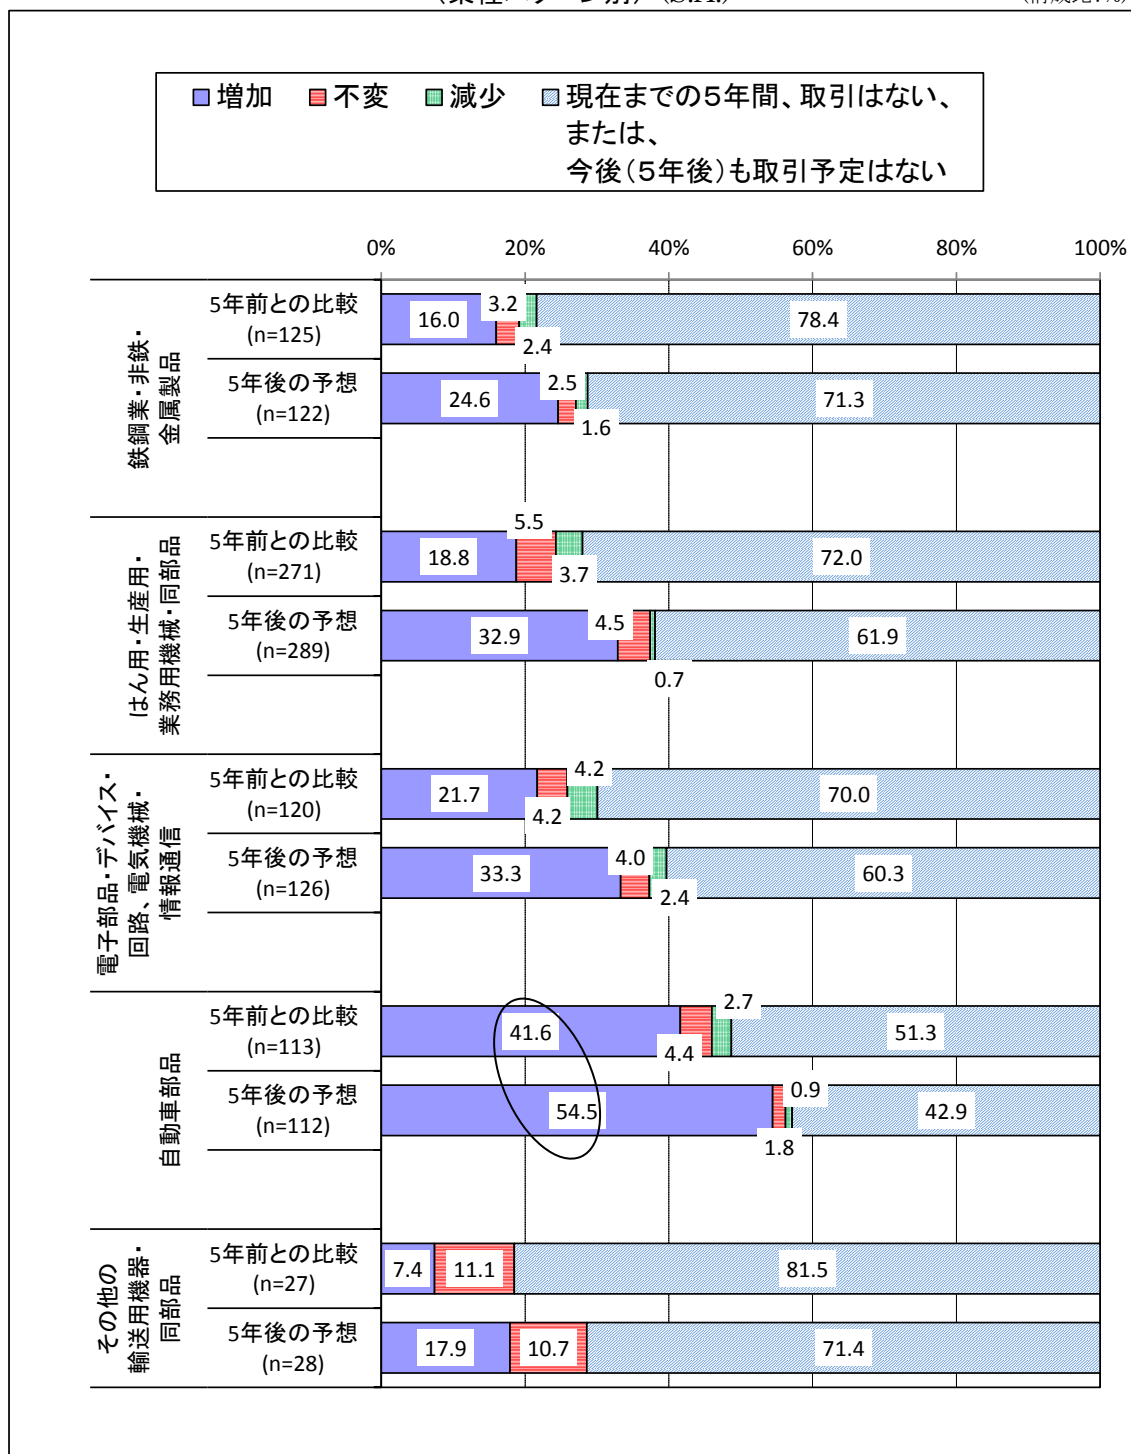 (S.A.)
増加 不変 減少 現在までの5年間、取引はない、
または、
今後(5年後)も取引予定はない
0% 20% 40% 60% 80% 100%
鉄鋼業・非鉄・
金属製品
5年前との比較
(n=125)
16.0 3.2 2.4 78.4
5年後の予想
(n=122)
24.6 2.5 1.6 71.3
はん用・生産用・
業務用機械・同部品
5年前との比較
(n=271)
18.8 5.5 3.7 72.0
5年後の予想
(n=289)
32.9 4.5 0.7 61.9
電子部品・デバイス・
回路、電気機械・
情報通信
5年前との比較
(n=120)
21.7 4.2 4.2 70.0
5年後の予想
(n=126)
33.3 4.0 2.4 60.3
自動車部品
5年前との比較
(n=113)
41.6 4.4 2.7 51.3
5年後の予想
(n=112)
54.5 1.8 0.9 42.9
その他の
輸送用機器・
同部品
5年前との比較
(n=27)
7.4 11.1 81.5
5年後の予想
(n=28)
17.9 10.7 71.4